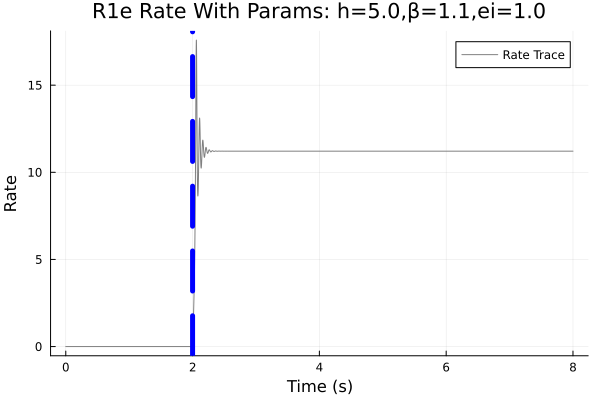 R1e Rate With Params: h=5.0,β=1.1,ei=1.0
Rate Trace
15
10
5
0
Rate
0 2 4 6 8
Time (s)